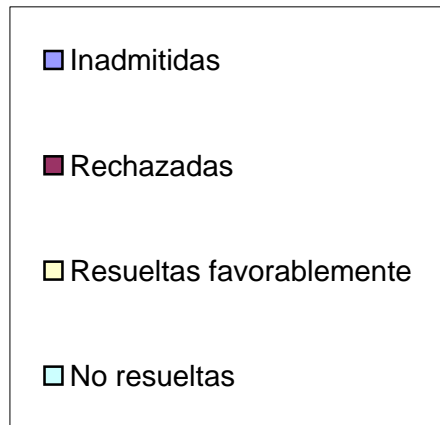 Inadmitidas
Rechazadas
Resueltas favorablemente
No resueltas